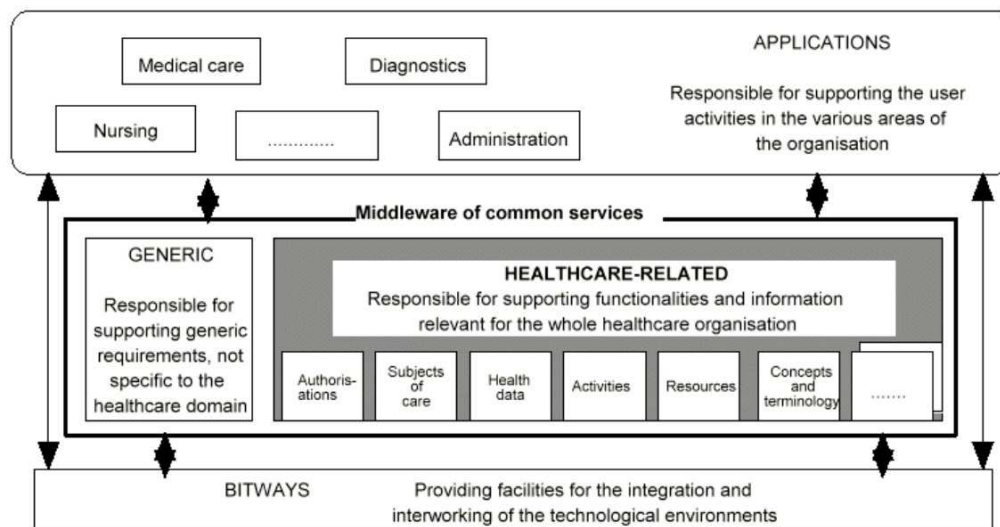 APPLICATIONS
Responsible for supporting the user
activities in the various areas of
the organisation
Medical care
Diagnostics
Nursing
.............
Administration
Middleware of common services
GENERIC
Responsible for
supporting generic
requirements, not
specific to the
healthcare domain
HEALTHCARE-RELATED
Responsible for supporting functionalities and information
relevant for the whole healthcare organisation
Authoris-
ations
Subjects
of
care
Health
data
Activities
Resources
Concepts
and
terminology
.......
BITWAYS
Providing facilities for the integration and
interworking of the technological environments